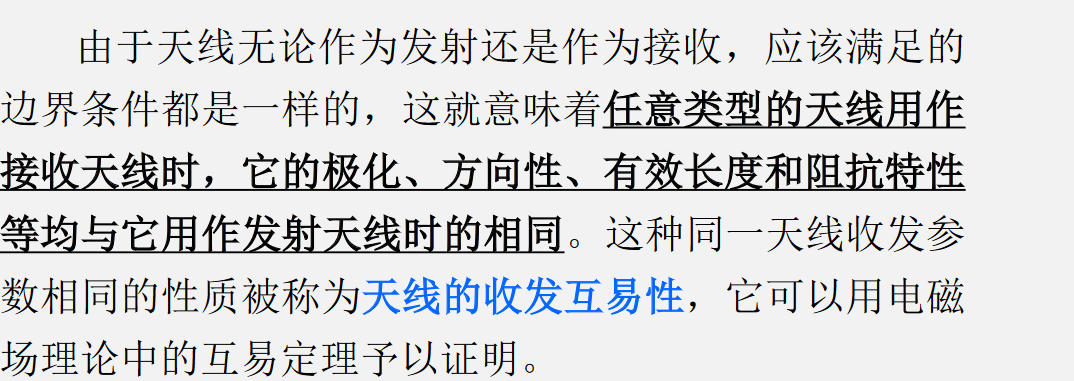 由于天线无论作为发射还是作为接收，应该满足的
边界条件都是一样的，这就意味着任意类型的天线用作
接收天线时，它的极化、方向性、有效长度和阻抗特性
等均与它用作发射天线时的相同。这种同一天线收发参
数相同的性质被称为天线的收发互易性，它可以用电磁
场理论中的互易定理予以证明。